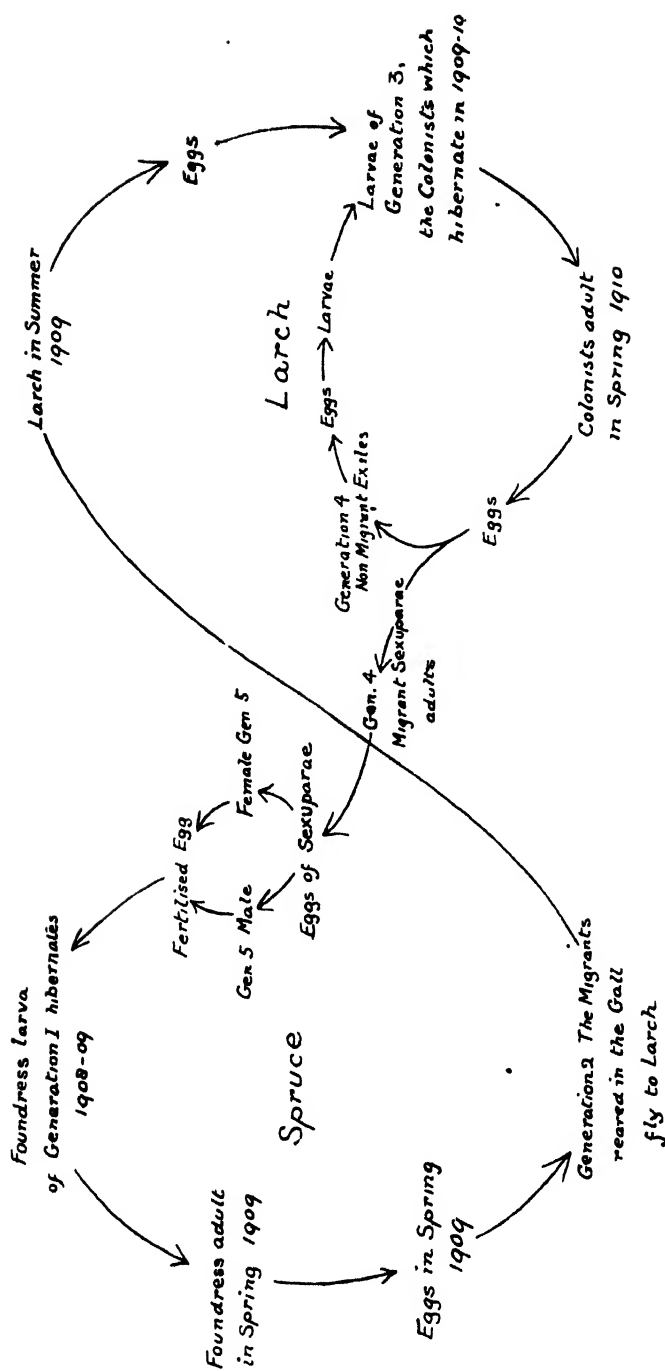 Foundress larva
of Generation I hibernates
1908-09
Foundress adult
in Spring 1909
Eggs in Spring
1909
Generation 2 The Migrants
reared in the Gall
fly to Larch
Spruce
Fertilised Egg
Gen 5 Male
Female Gen 5
Eggs of Sexuparae
Gen. 4
Migrant Sexuparae
adults
Larch in Summer
1909
Eggs
Larvae of
Generation 3,
the Colonists which
hibernate in 1909-10
Larch
Eggs
Larvae
Generation 4
Non Migrant Exiles
Eggs
Colonists adult
in Spring 1910